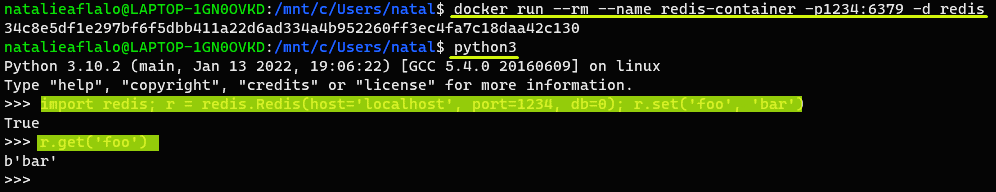 natalieaflalo@LAPTOP-1GN0OVKD:/mnt/c/Users/natal$ docker run --rm --name redis-container -p1234:6379 -d redis
34c8e5df1e297bf6f5dbb411a22d6ad334a4b952260ff3ec4fa7c18daa42c130
natalieaflalo@LAPTOP-1GN0OVKD:/mnt/c/Users/natal$ python3
Python 3.10.2 (main, Jan 13 2022, 19:06:22) [GCC 5.4.0 20160609] on linux
Type "help", "copyright", "credits" or "license" for more information.
>>> import redis; r = redis.Redis(host='localhost', port=1234, db=0); r.set('foo', 'bar')
True
>>> r.get('foo')
b'bar'
>>>